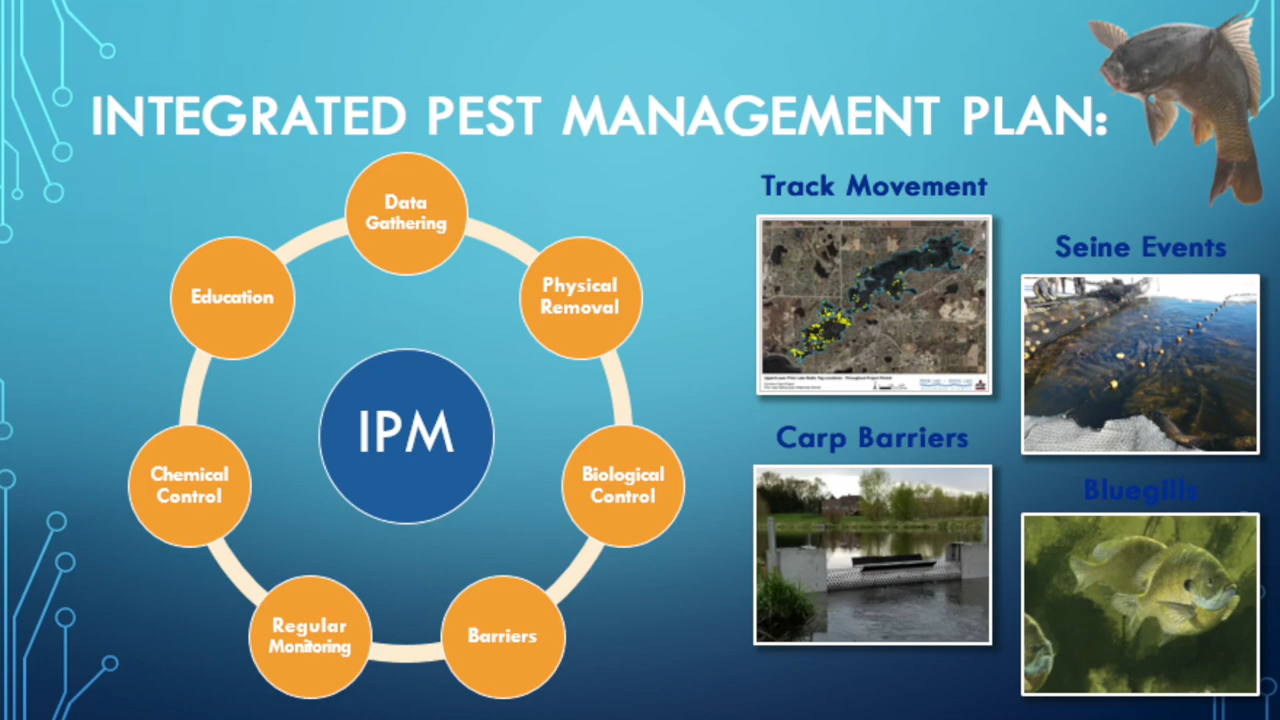 INTEGRATED PEST MANAGEMENT PLAN:
Data
Gathering
Physical
Removal
Biological
Control
Barriers
Regular
Monitoring
Chemical
Control
Education
IPM
Track Movement
Seine Events
Carp Barriers
Bluegills